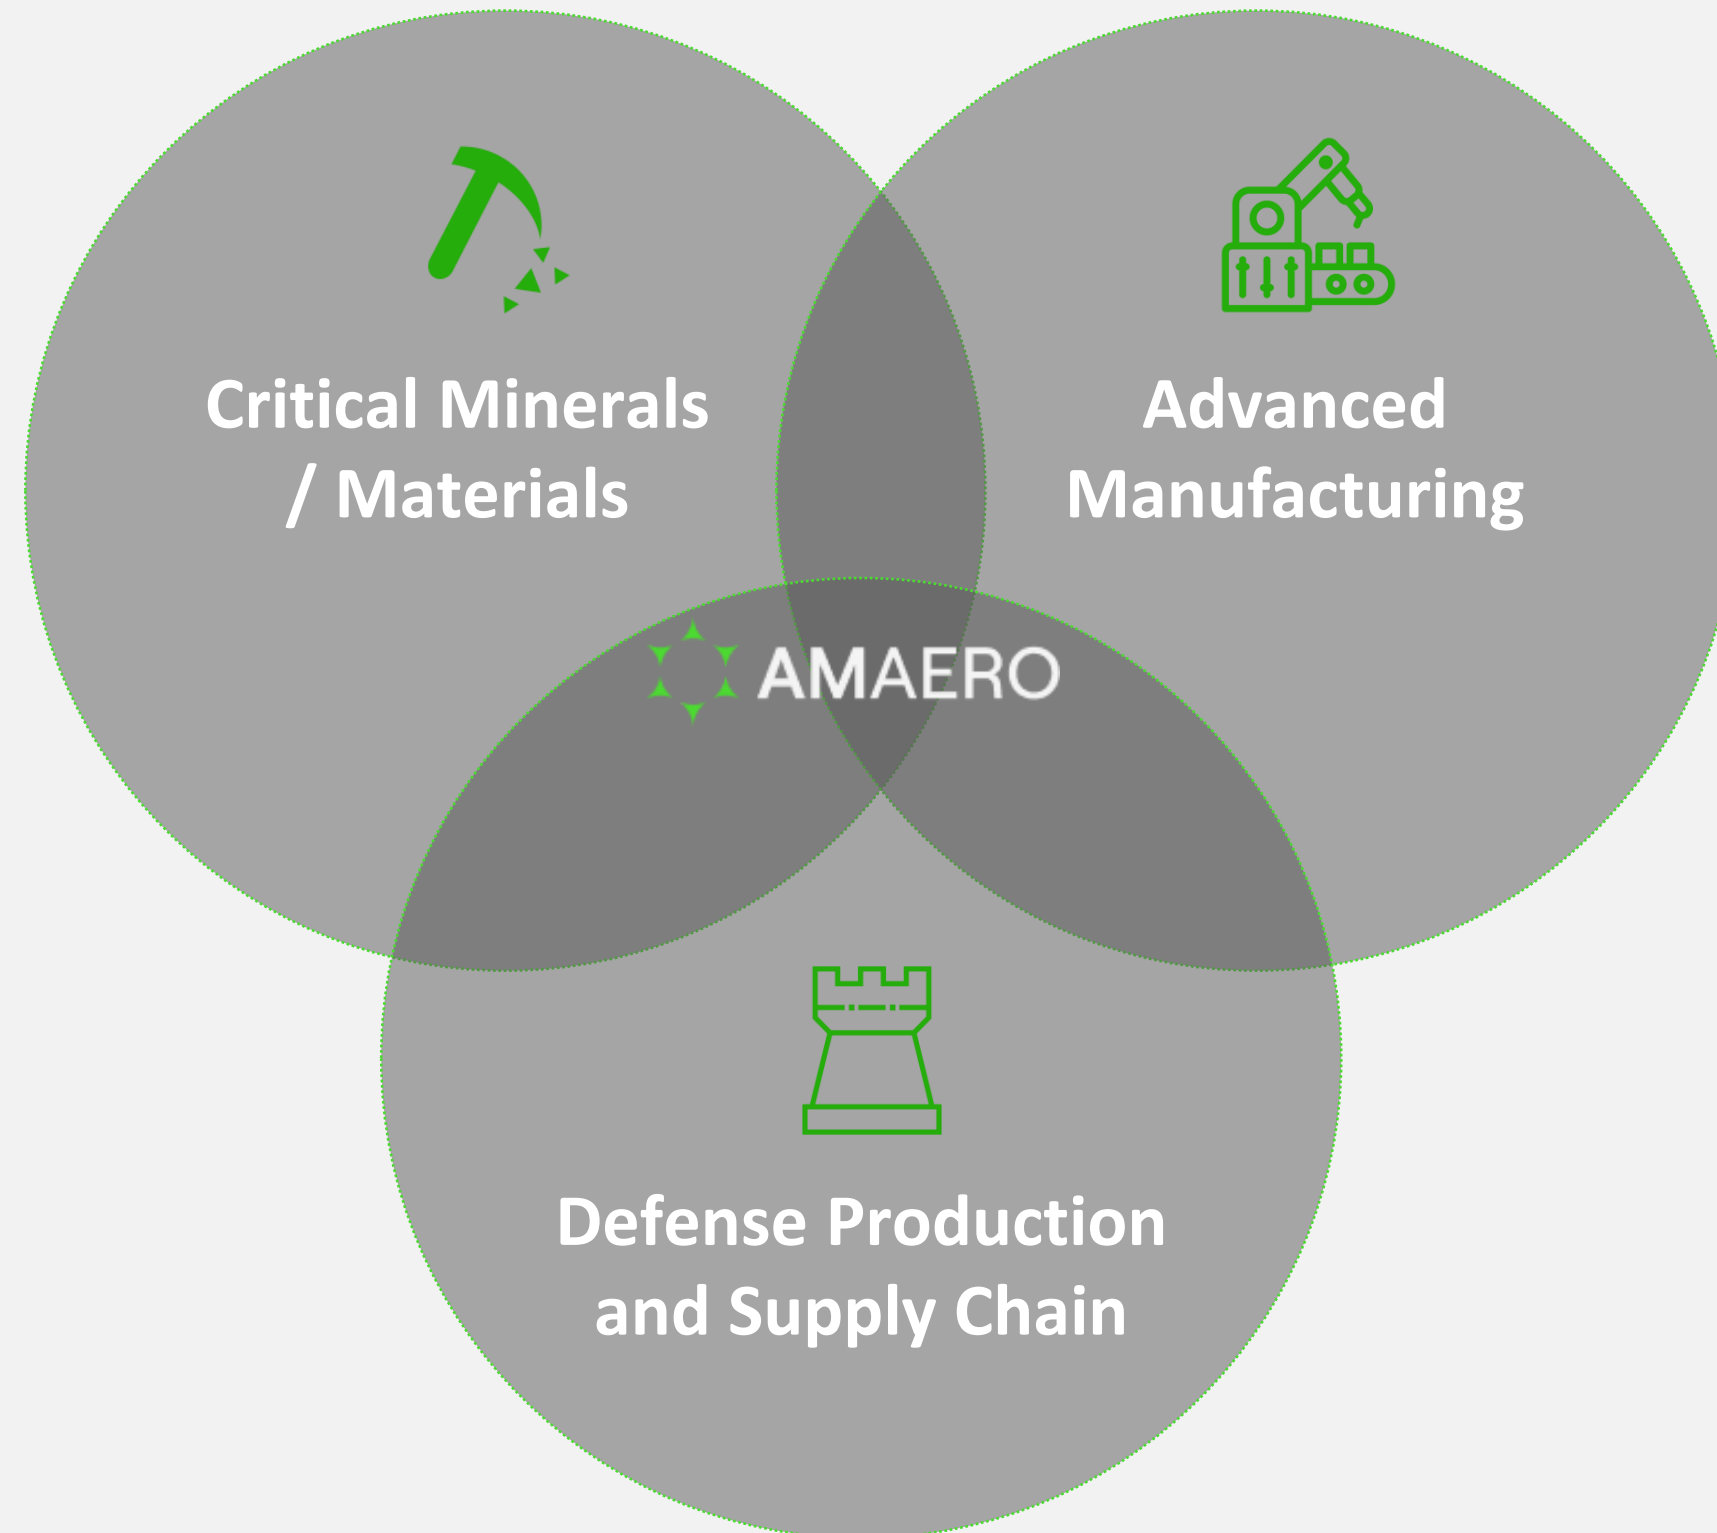 Critical Minerals
/ Materials
Advanced
Manufacturing
AMAERO
Defense Production
and Supply Chain